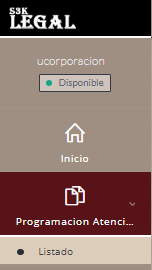 S3K
LEGAL
ucorporacion
Disponible
Inicio
Programacion Atenci...
Listado